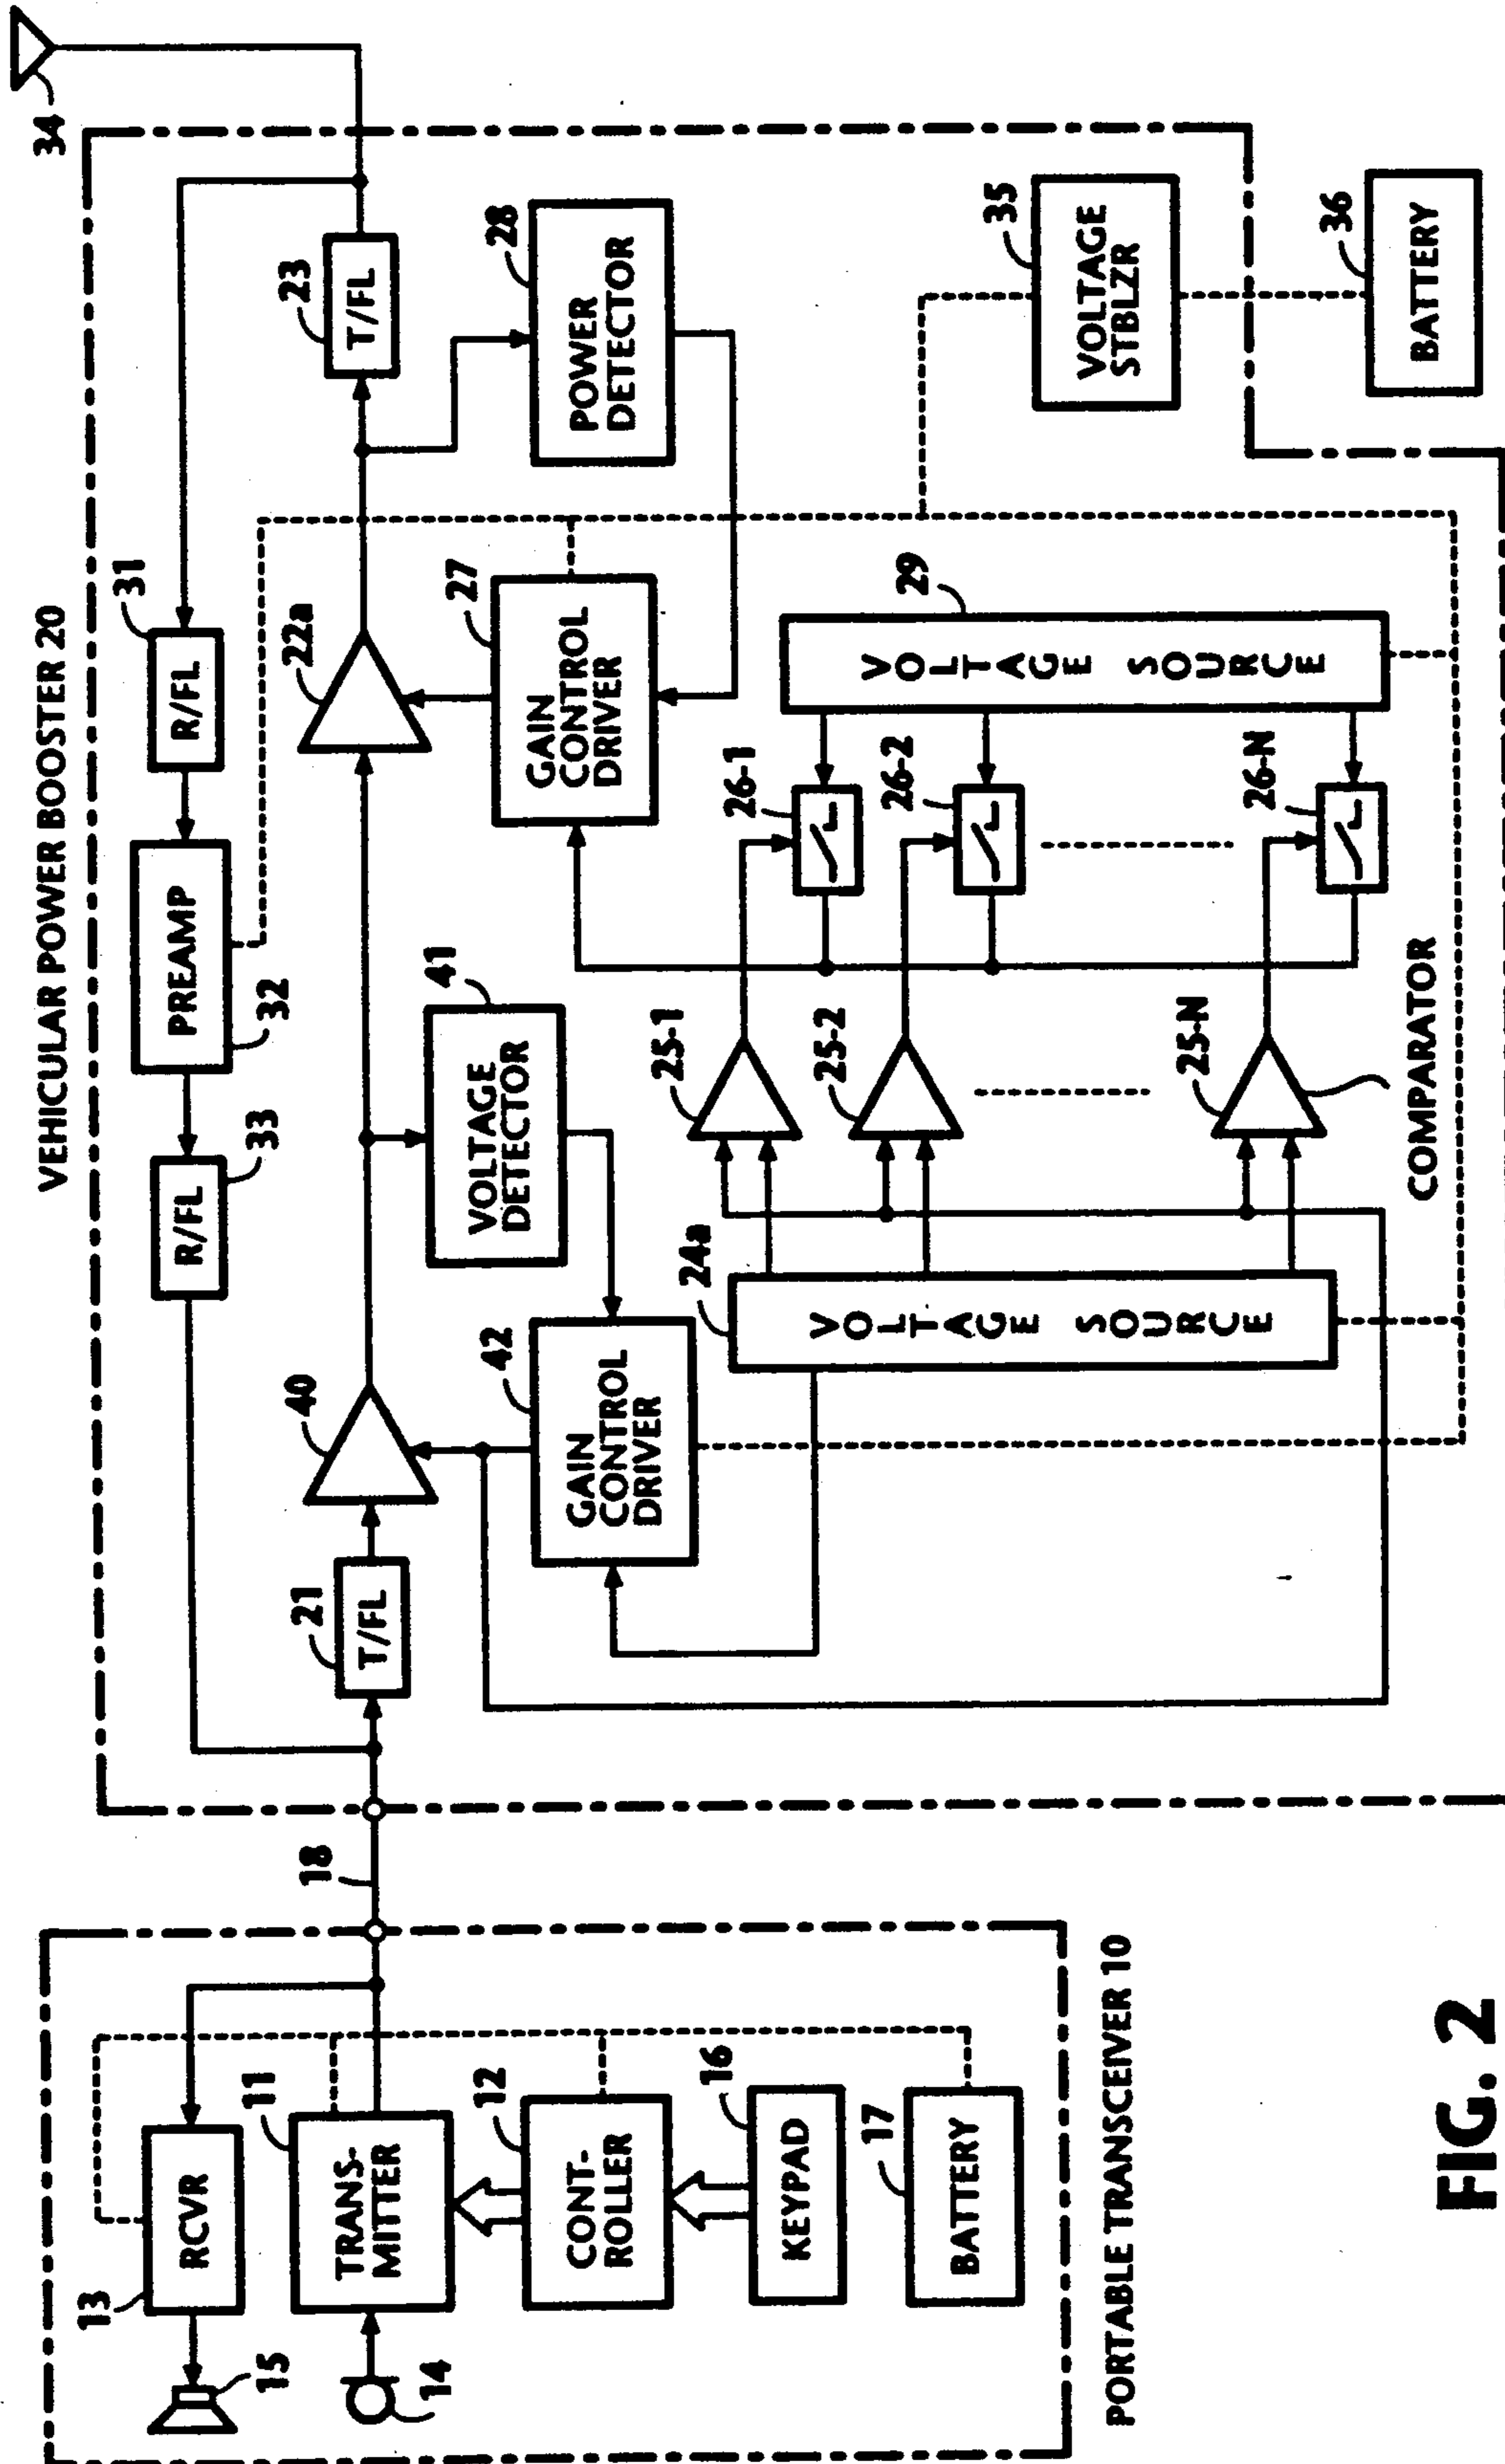 VEHICULAR POWER BOOSTER 20
34
31
R/FL
PREAMP
32
R/FL
33
23
T/FL
22a
40
21
T/FL
18
28
POWER
DETECTOR
27
GAIN
CONTROL
DRIVER
41
VOLTAGE
DETECTOR
42
GAIN
CONTROL
DRIVER
24a
VOLTAGE SOURCE
25-1
25-2
25-N
COMPARATOR
26-1
26-2
26-N
29
VOLTAGE SOURCE
35
VOLTAGE
STBLZR
36
BATTERY
13
RCVR
15
11
TRANS-
MITTER
14
12
CONT-
ROLLER
16
KEYPAD
17
BATTERY
PORTABLE TRANSCEIVER 10
FIG. 2